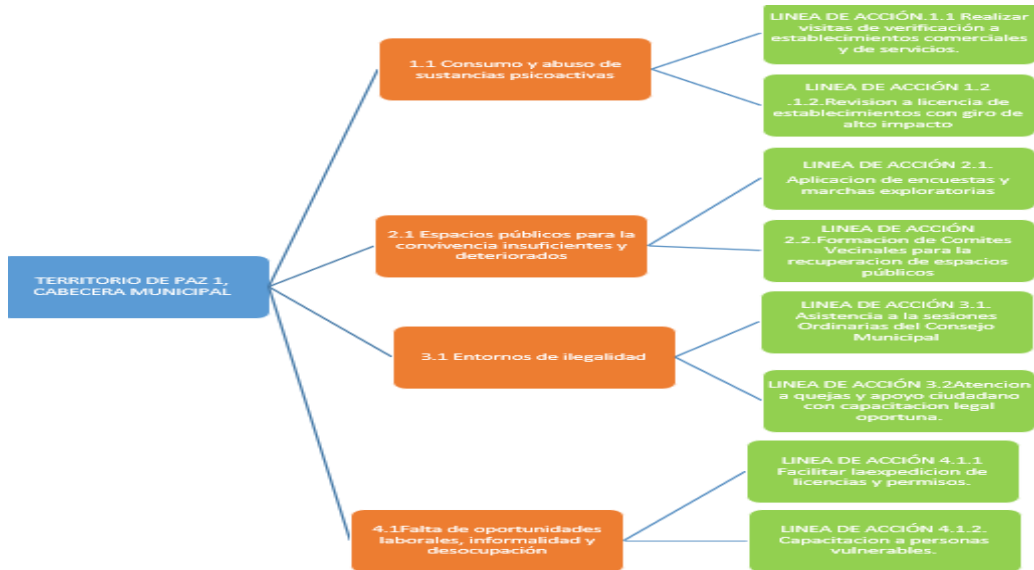 TERRITORIO DE PAZ 1,
CABECERA MUNICIPAL
1.1 Consumo y abuso de
sustancias psicoactivas
LINEA DE ACCIÓN.1.1 Realizar
visitas de verificación a
establecimientos comerciales
y de servicios.
LINEA DE ACCIÓN 1.2
.1.2.Revision a licencia de
establecimientos con giro de
alto impacto
2.1 Espacios públicos para la
convivencia insuficientes y
deteriorados
LINEA DE ACCIÓN 2.1.
Aplicacion de encuestas y
marchas exploratorias
LINEA DE ACCIÓN
2.2.Formacion de Comites
Vecinales para la
recuperacion de espacios
públicos
3.1 Entornos de ilegalidad
LINEA DE ACCIÓN 3.1.
Asistencia a la sesiones
Ordinarias del Consejo
Municipal
LINEA DE ACCIÓN 3.2Atencion
a quejas y apoyo ciudadano
con capacitacion legal
oportuna.
4.1Falta de oportunidades
laborales, informalidad y
desocupación
LINEA DE ACCIÓN 4.1.1
Facilitar laexpedicion de
licencias y permisos.
LINEA DE ACCIÓN 4.1.2.
Capacitacion a personas
vulnerables.